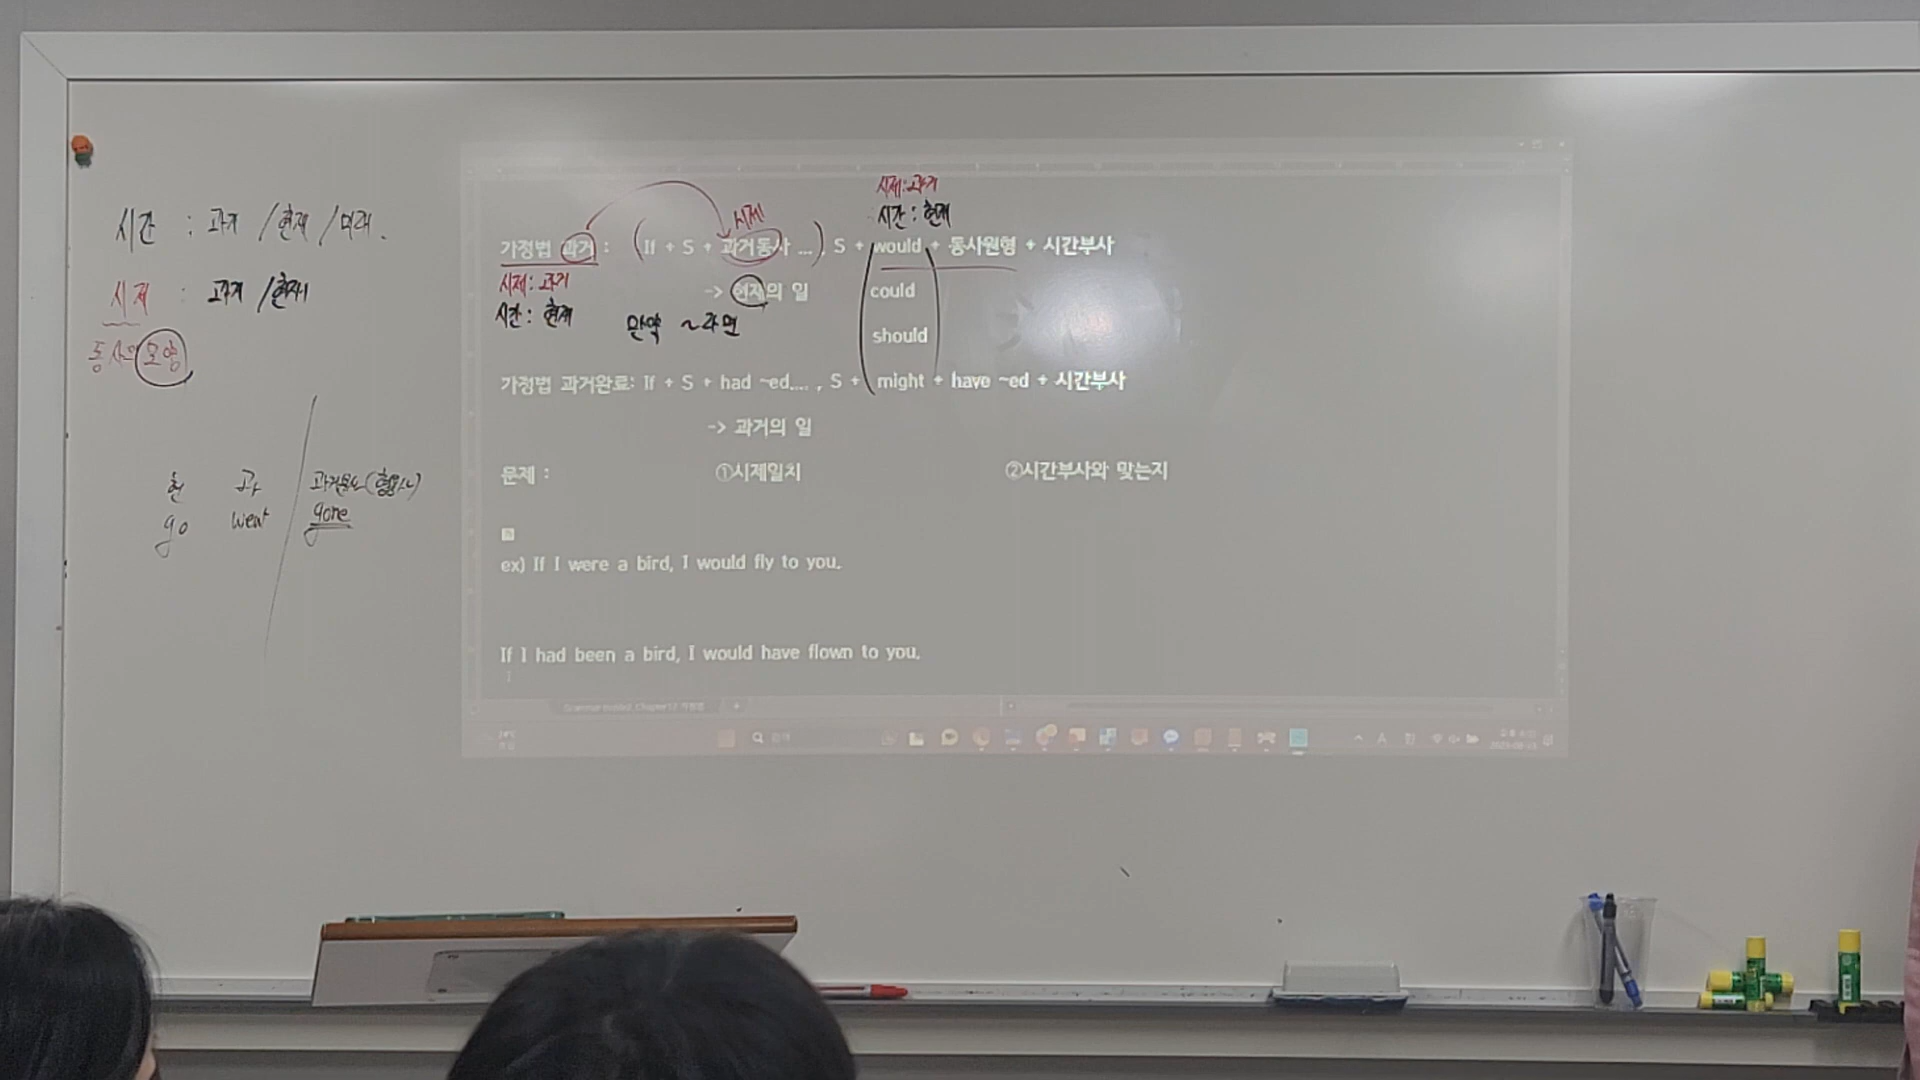 시간 : 과거 / 현재 / 미래.
시제 : 과거 / 현재
동사의 모양
현 과 과거분사(형용사)
go went gone
시제:과거
시간: 현재
시제
가정법 과거 : (If + S + 과거동사 ...), S + would + 동사원형 + 시간부사
시제: 과거
-> 현재의 일
could
시간: 현재
만약 ~라면
should
가정법 과거완료: If + S + had ~ed.... , S + might + have ~ed + 시간부사
-> 과거의 일
문제 : ①시제일치 ②시간부사와 맞는지
ex) If I were a bird, I would fly to you.
If I had been a bird, I would have flown to you.